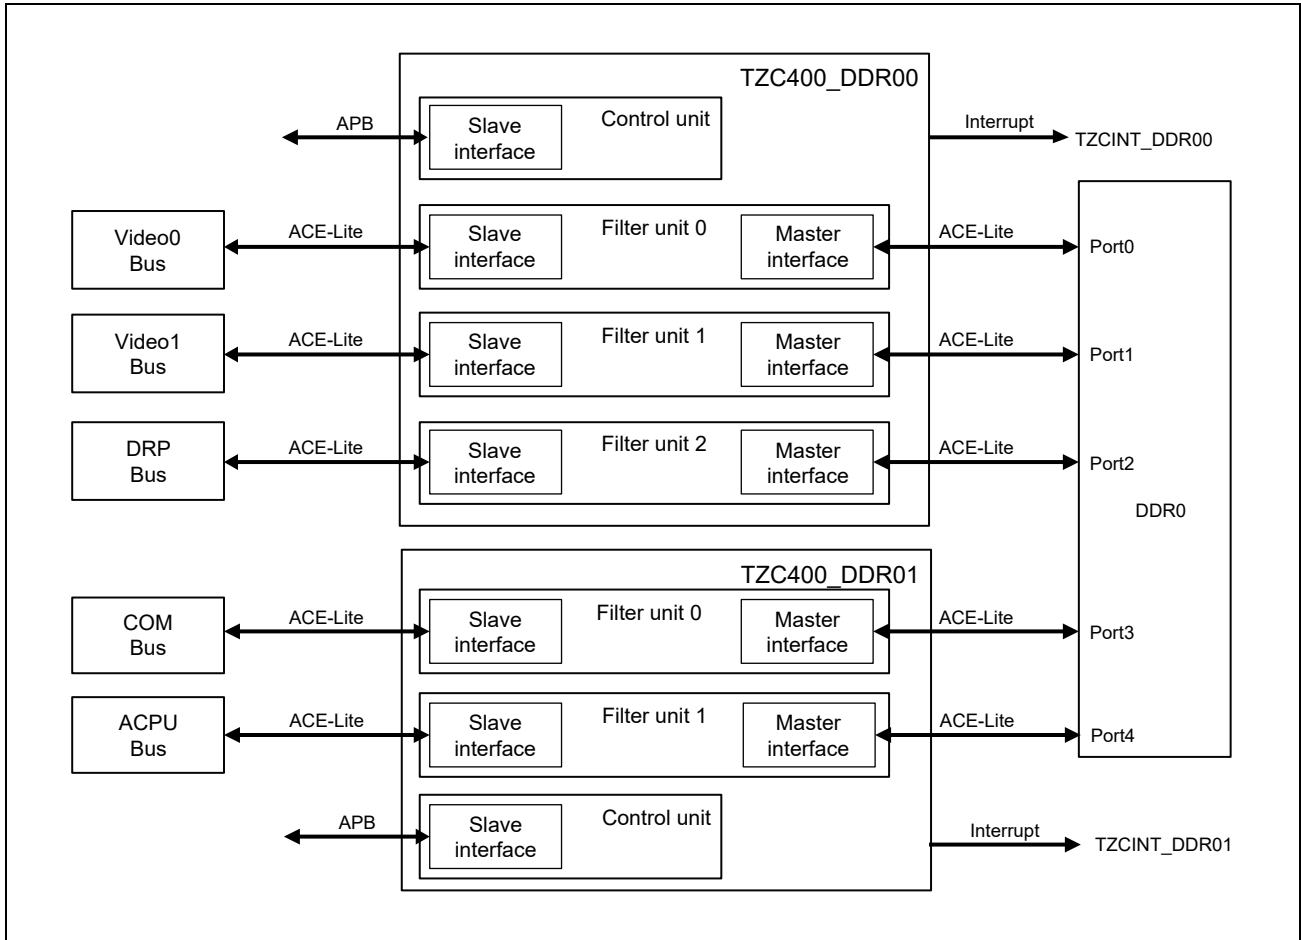 TZC400_DDR00
APB
Slave
interface
Control unit
Interrupt
TZCINT_DDR00
Video0
Bus
ACE-Lite
Slave
interface
Filter unit 0
Master
interface
ACE-Lite
Port0
Video1
Bus
ACE-Lite
Slave
interface
Filter unit 1
Master
interface
ACE-Lite
Port1
DRP
Bus
ACE-Lite
Slave
interface
Filter unit 2
Master
interface
ACE-Lite
Port2
DDR0
TZC400_DDR01
COM
Bus
ACE-Lite
Slave
interface
Filter unit 0
Master
interface
ACE-Lite
Port3
ACPU
Bus
ACE-Lite
Slave
interface
Filter unit 1
Master
interface
ACE-Lite
Port4
APB
Slave
interface
Control unit
Interrupt
TZCINT_DDR01